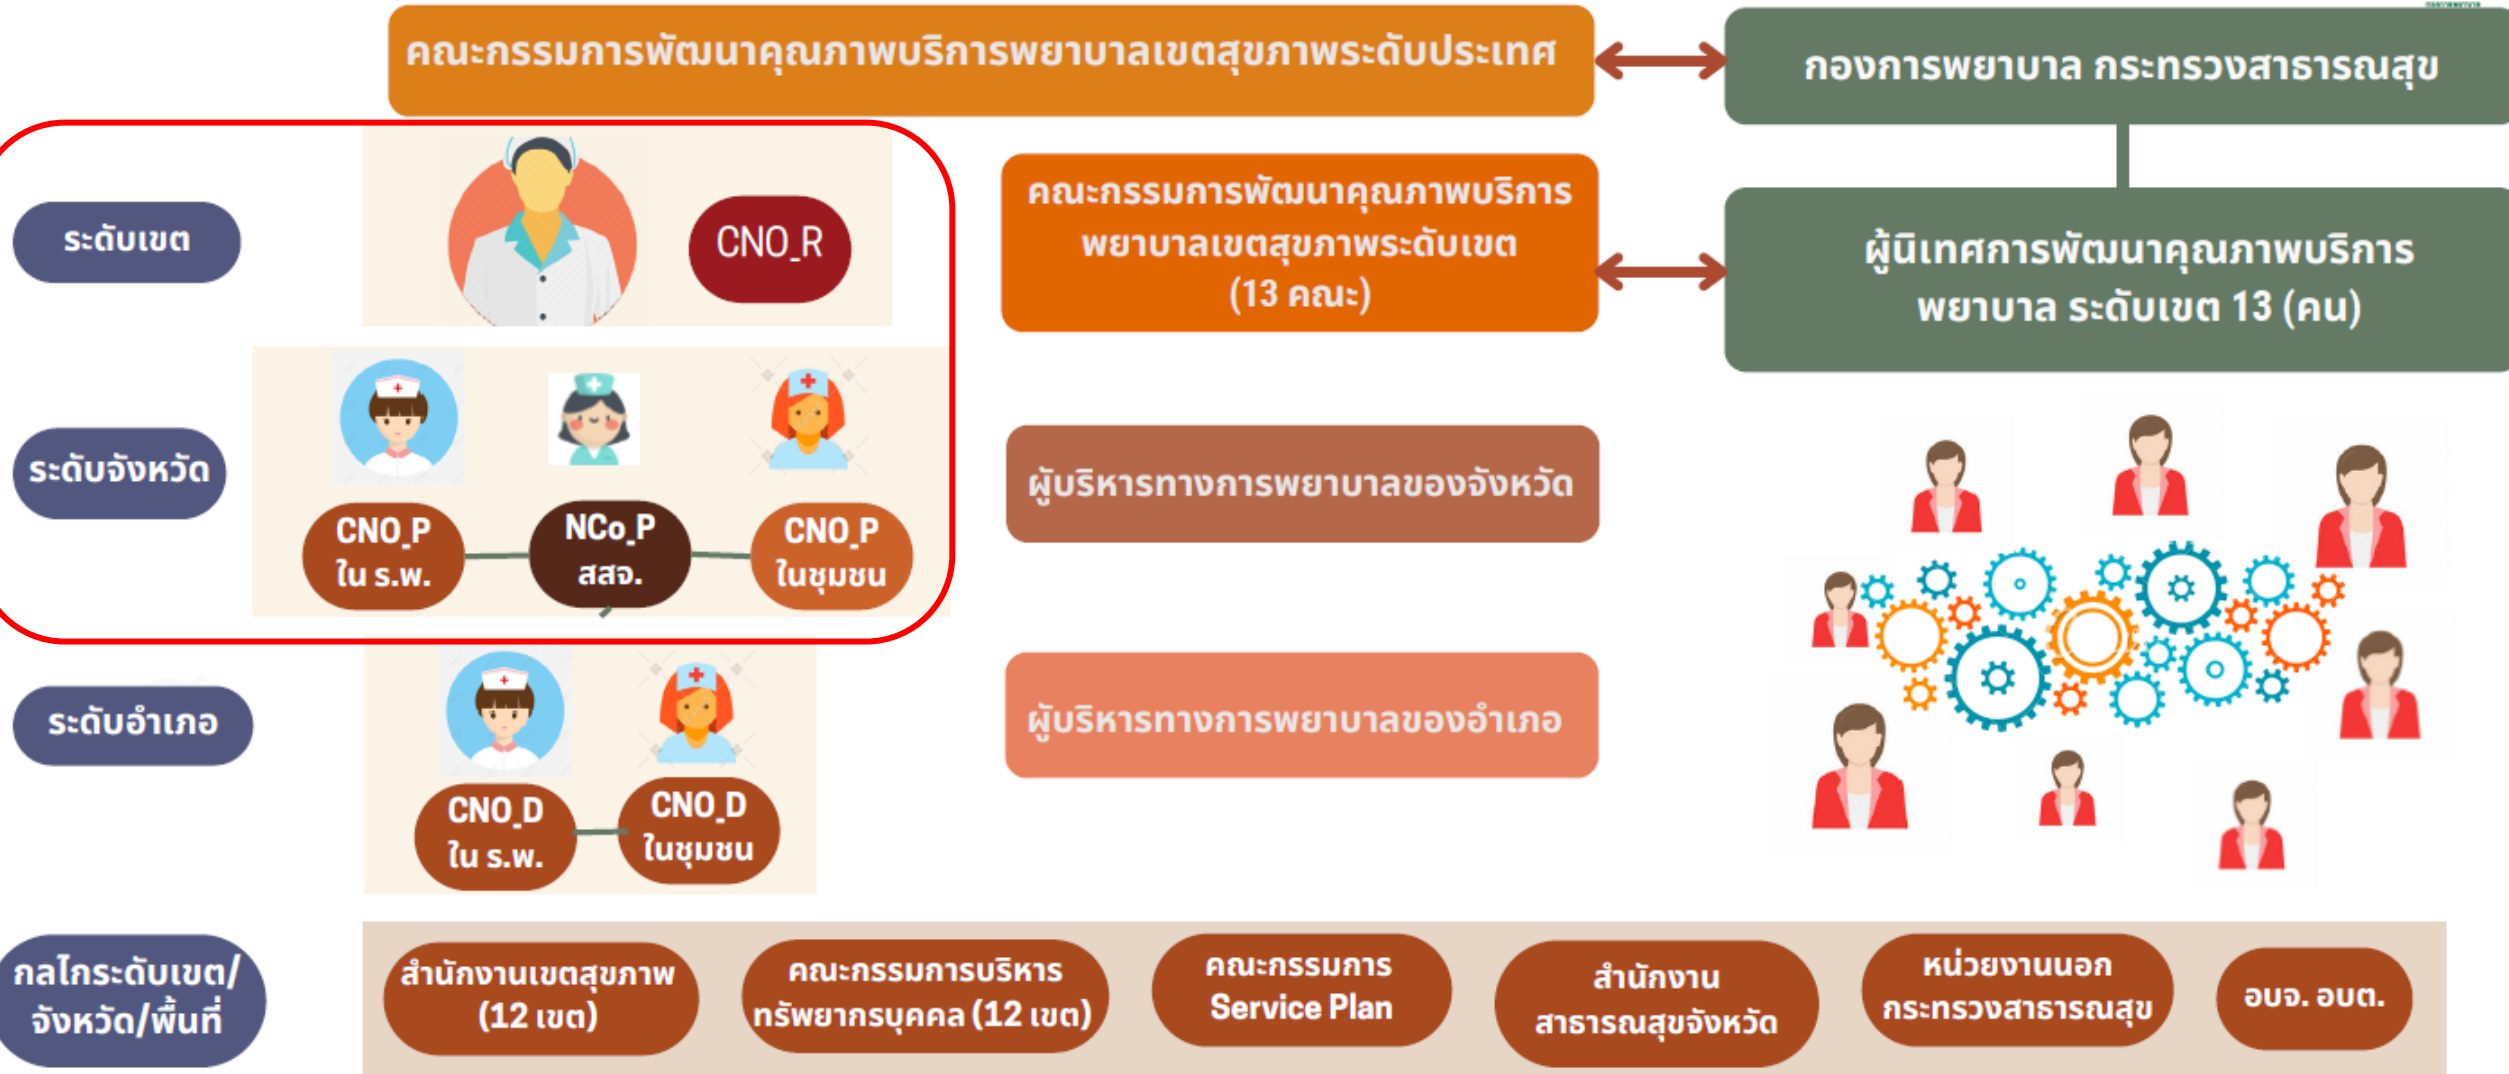 คณะกรรมการพัฒนาคุณภาพบริการพยาบาลเขตสุขภาพระดับประเทศ
กองการพยาบาล กระทรวงสาธารณสุข
ระดับเขต
CNO_R
คณะกรรมการพัฒนาคุณภาพบริการ
พยาบาลเขตสุขภาพระดับเขต
(13 คณะ)
ผู้นิเทศการพัฒนาคุณภาพบริการ
พยาบาล ระดับเขต 13 (คน)
ระดับจังหวัด
CNO_P
ใน ร.พ.
NCo_P
สสจ.
CNO_P
ในชุมชน
ผู้บริหารทางการพยาบาลของจังหวัด
ระดับอำเภอ
CNO_D
ใน ร.พ.
CNO_D
ในชุมชน
ผู้บริหารทางการพยาบาลของอำเภอ
กลไกระดับเขต/
จังหวัด/พื้นที่
สำนักงานเขตสุขภาพ
(12 เขต)
คณะกรรมการบริหาร
ทรัพยากรบุคคล (12 เขต)
คณะกรรมการ
Service Plan
สำนักงาน
สาธารณสุขจังหวัด
หน่วยงานนอก
กระทรวงสาธารณสุข
อบจ. อบต.